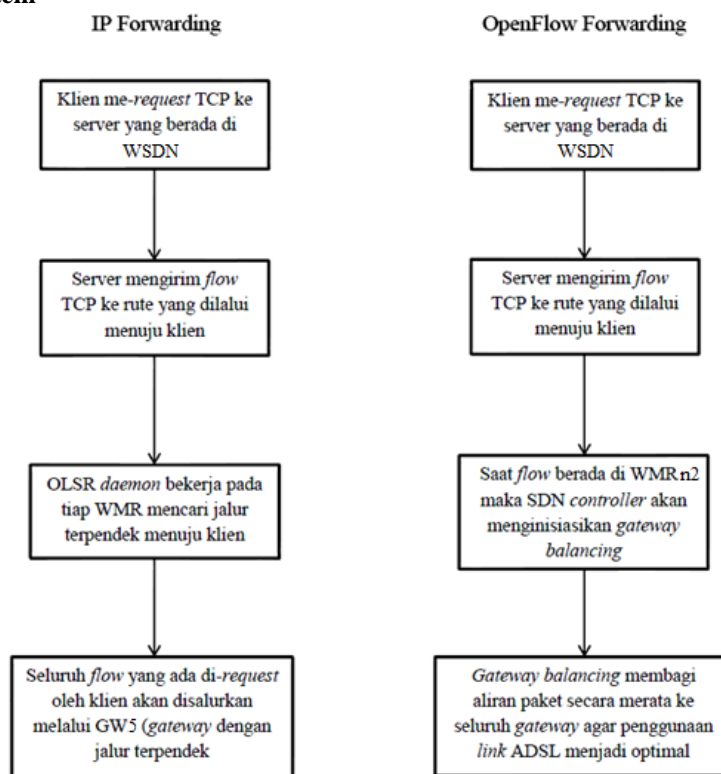 IP Forwarding
Klien me-request TCP ke
server yang berada di
WSDN
Server mengirim flow
TCP ke rute yang dilalui
menuju klien
OLSR daemon bekerja pada
tiap WMR mencari jalur
terpendek menuju klien
Seluruh flow yang ada di-request
oleh klien akan disalurkan
melalui GW5 (gateway dengan
jalur terpendek
OpenFlow Forwarding
Klien me-request TCP ke
server yang berada di
WSDN
Server mengirim flow
TCP ke rute yang dilalui
menuju klien
Saat flow berada di WMRn2
maka SDN controller akan
menginisiasikan gateway
balancing
Gateway balancing membagi
aliran paket secara merata ke
seluruh gateway agar penggunaan
link ADSL menjadi optimal